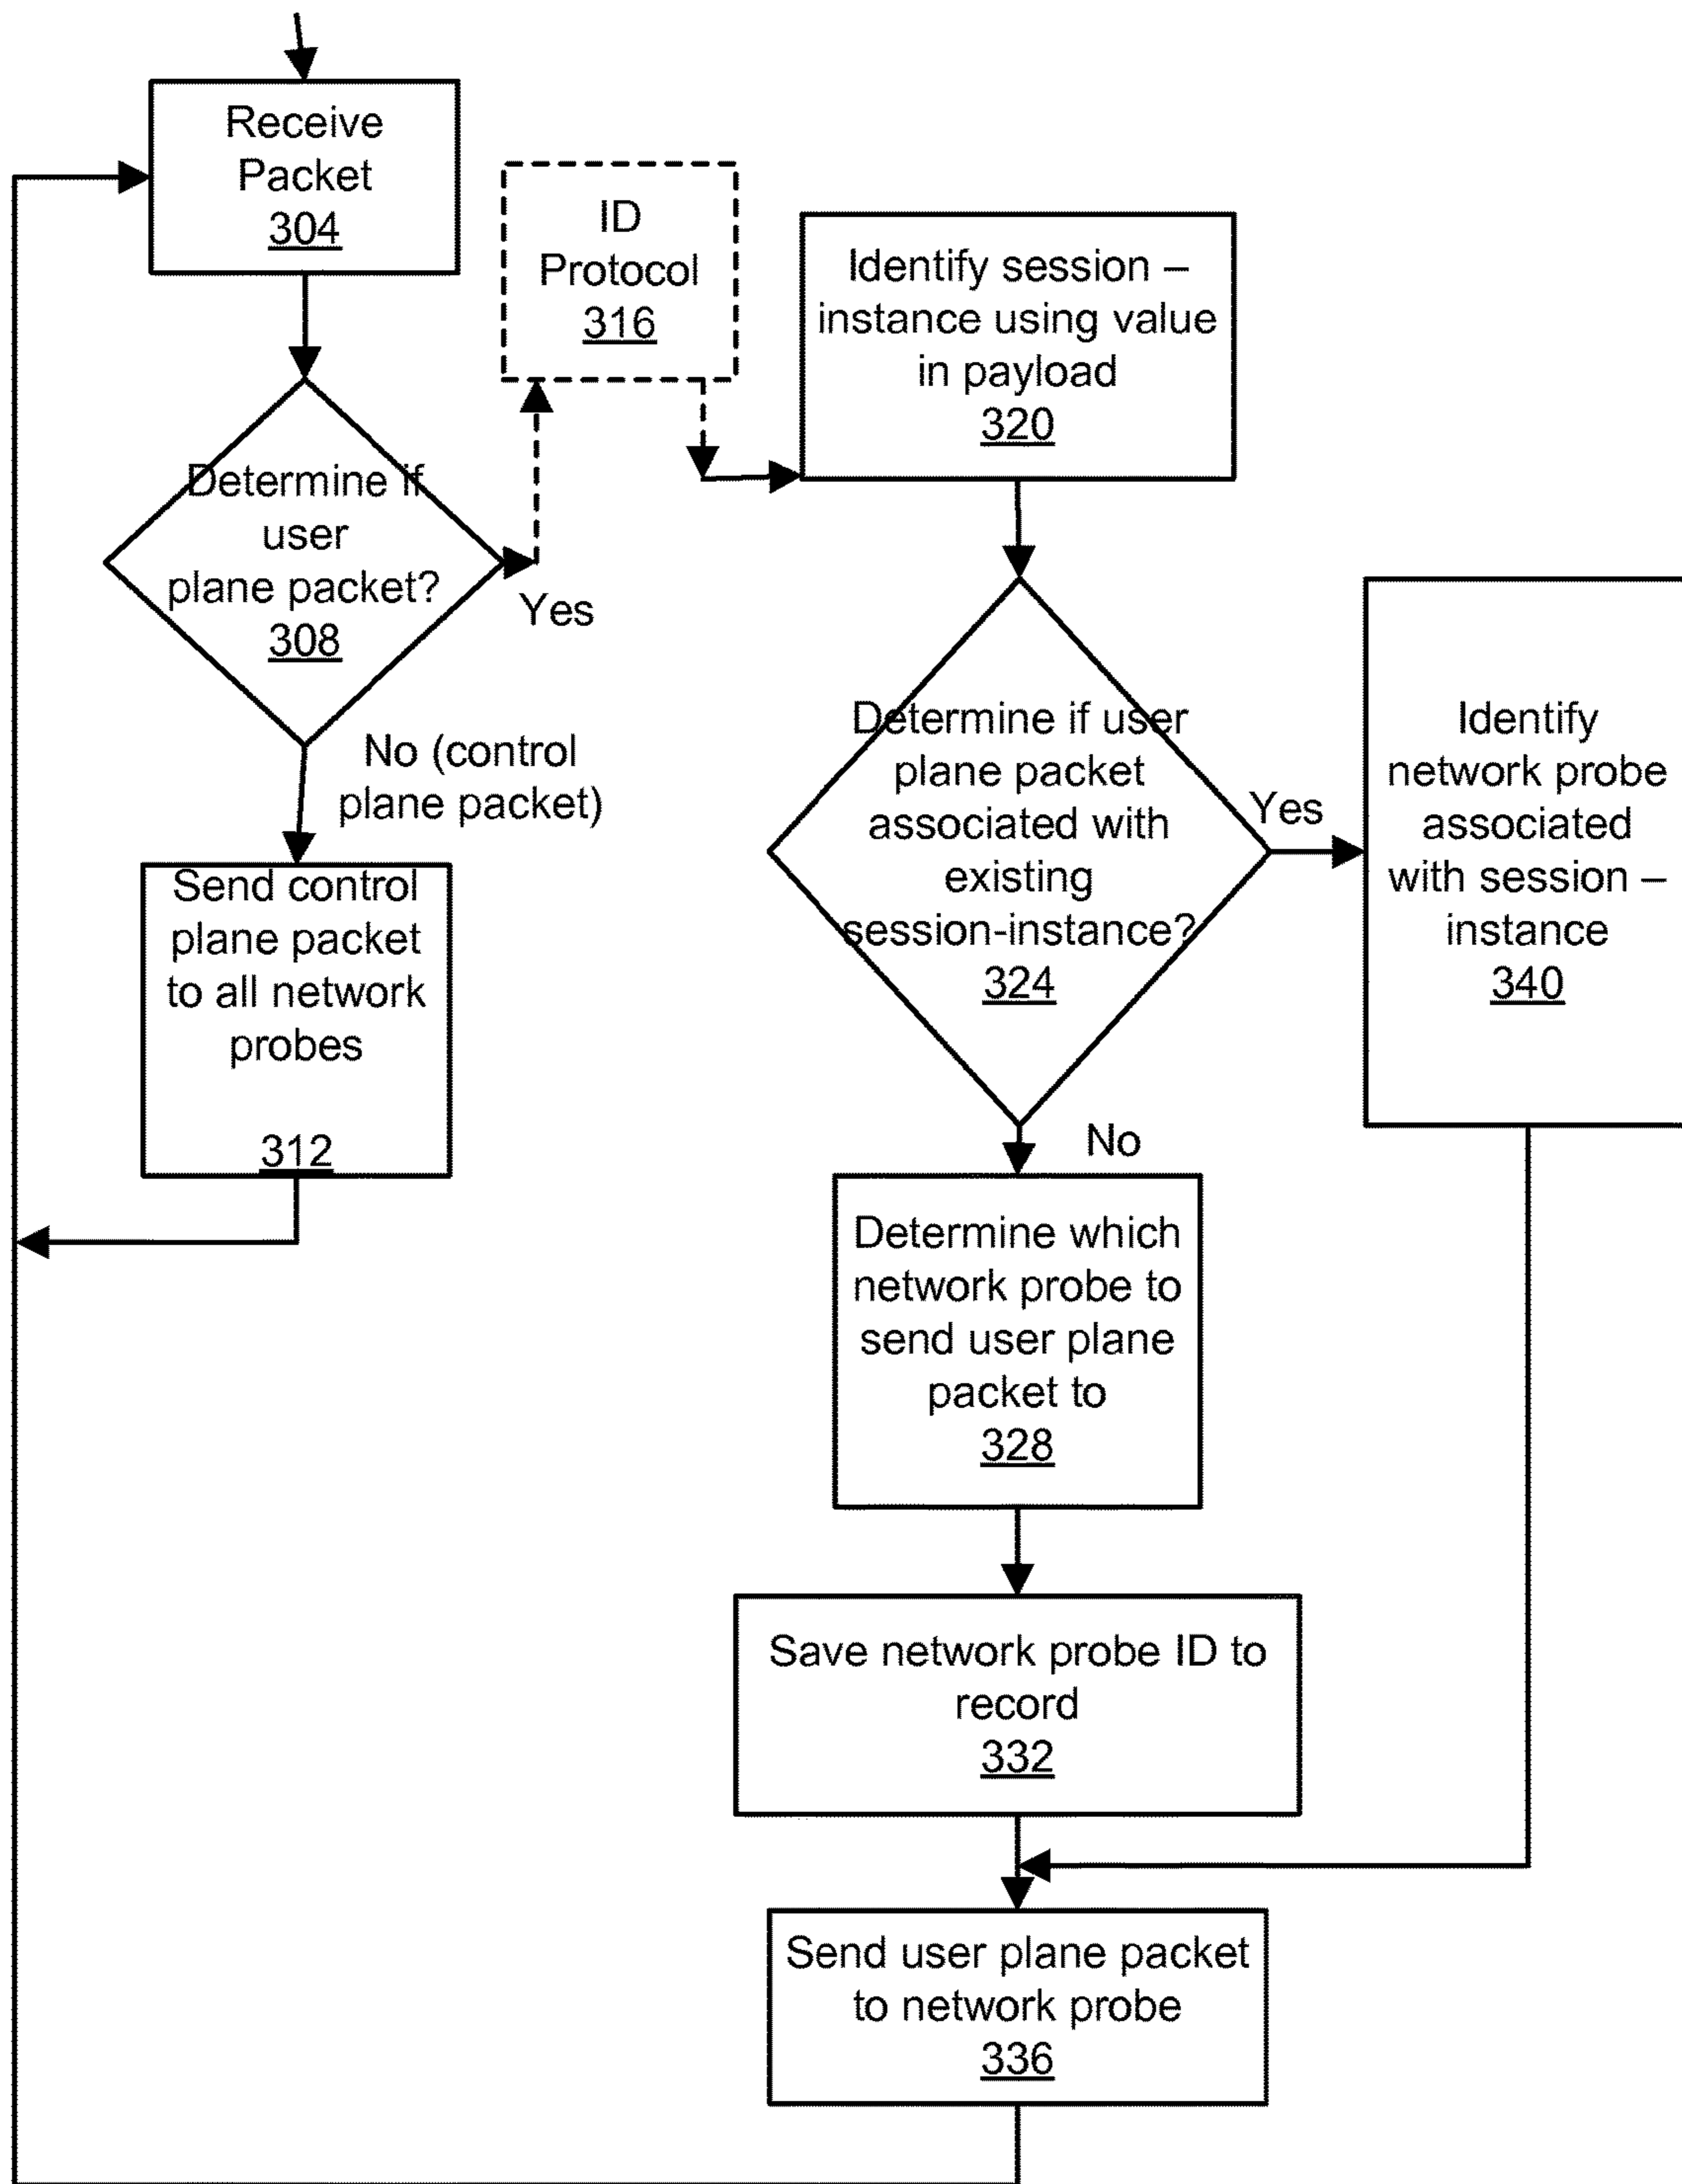 Receive
Packet
304
Determine if
user
plane packet?
308
Yes
No (control
plane packet)
Send control
plane packet
to all network
probes
312
ID
Protocol
316
Identify session –
instance using value
in payload
320
Determine if user
plane packet
associated with
existing
session-instance?
324
Yes
No
Identify
network probe
associated
with session –
instance
340
Determine which
network probe to
send user plane
packet to
328
Save network probe ID to
record
332
Send user plane packet
to network probe
336